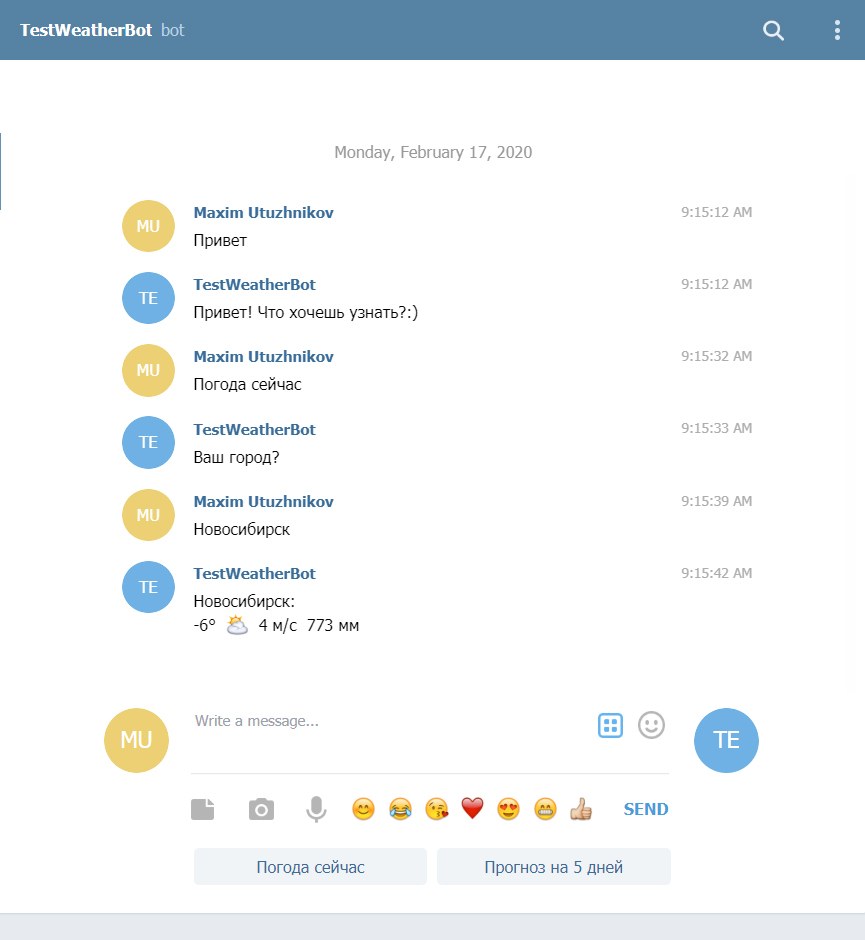 TestWeatherBot bot
Monday, February 17, 2020
MU
Maxim Utuzhnikov 9:15:12 AM
Привет
TE
TestWeatherBot 9:15:12 AM
Привет! Что хочешь узнать?:)
MU
Maxim Utuzhnikov 9:15:32 AM
Погода сейчас
TE
TestWeatherBot 9:15:33 AM
Ваш город?
MU
Maxim Utuzhnikov 9:15:39 AM
Новосибирск
TE
TestWeatherBot 9:15:42 AM
Новосибирск:
-6° ⛅ 4 м/с 773 мм
MU
Write a message...
TE
SEND
Погода сейчас
Прогноз на 5 дней